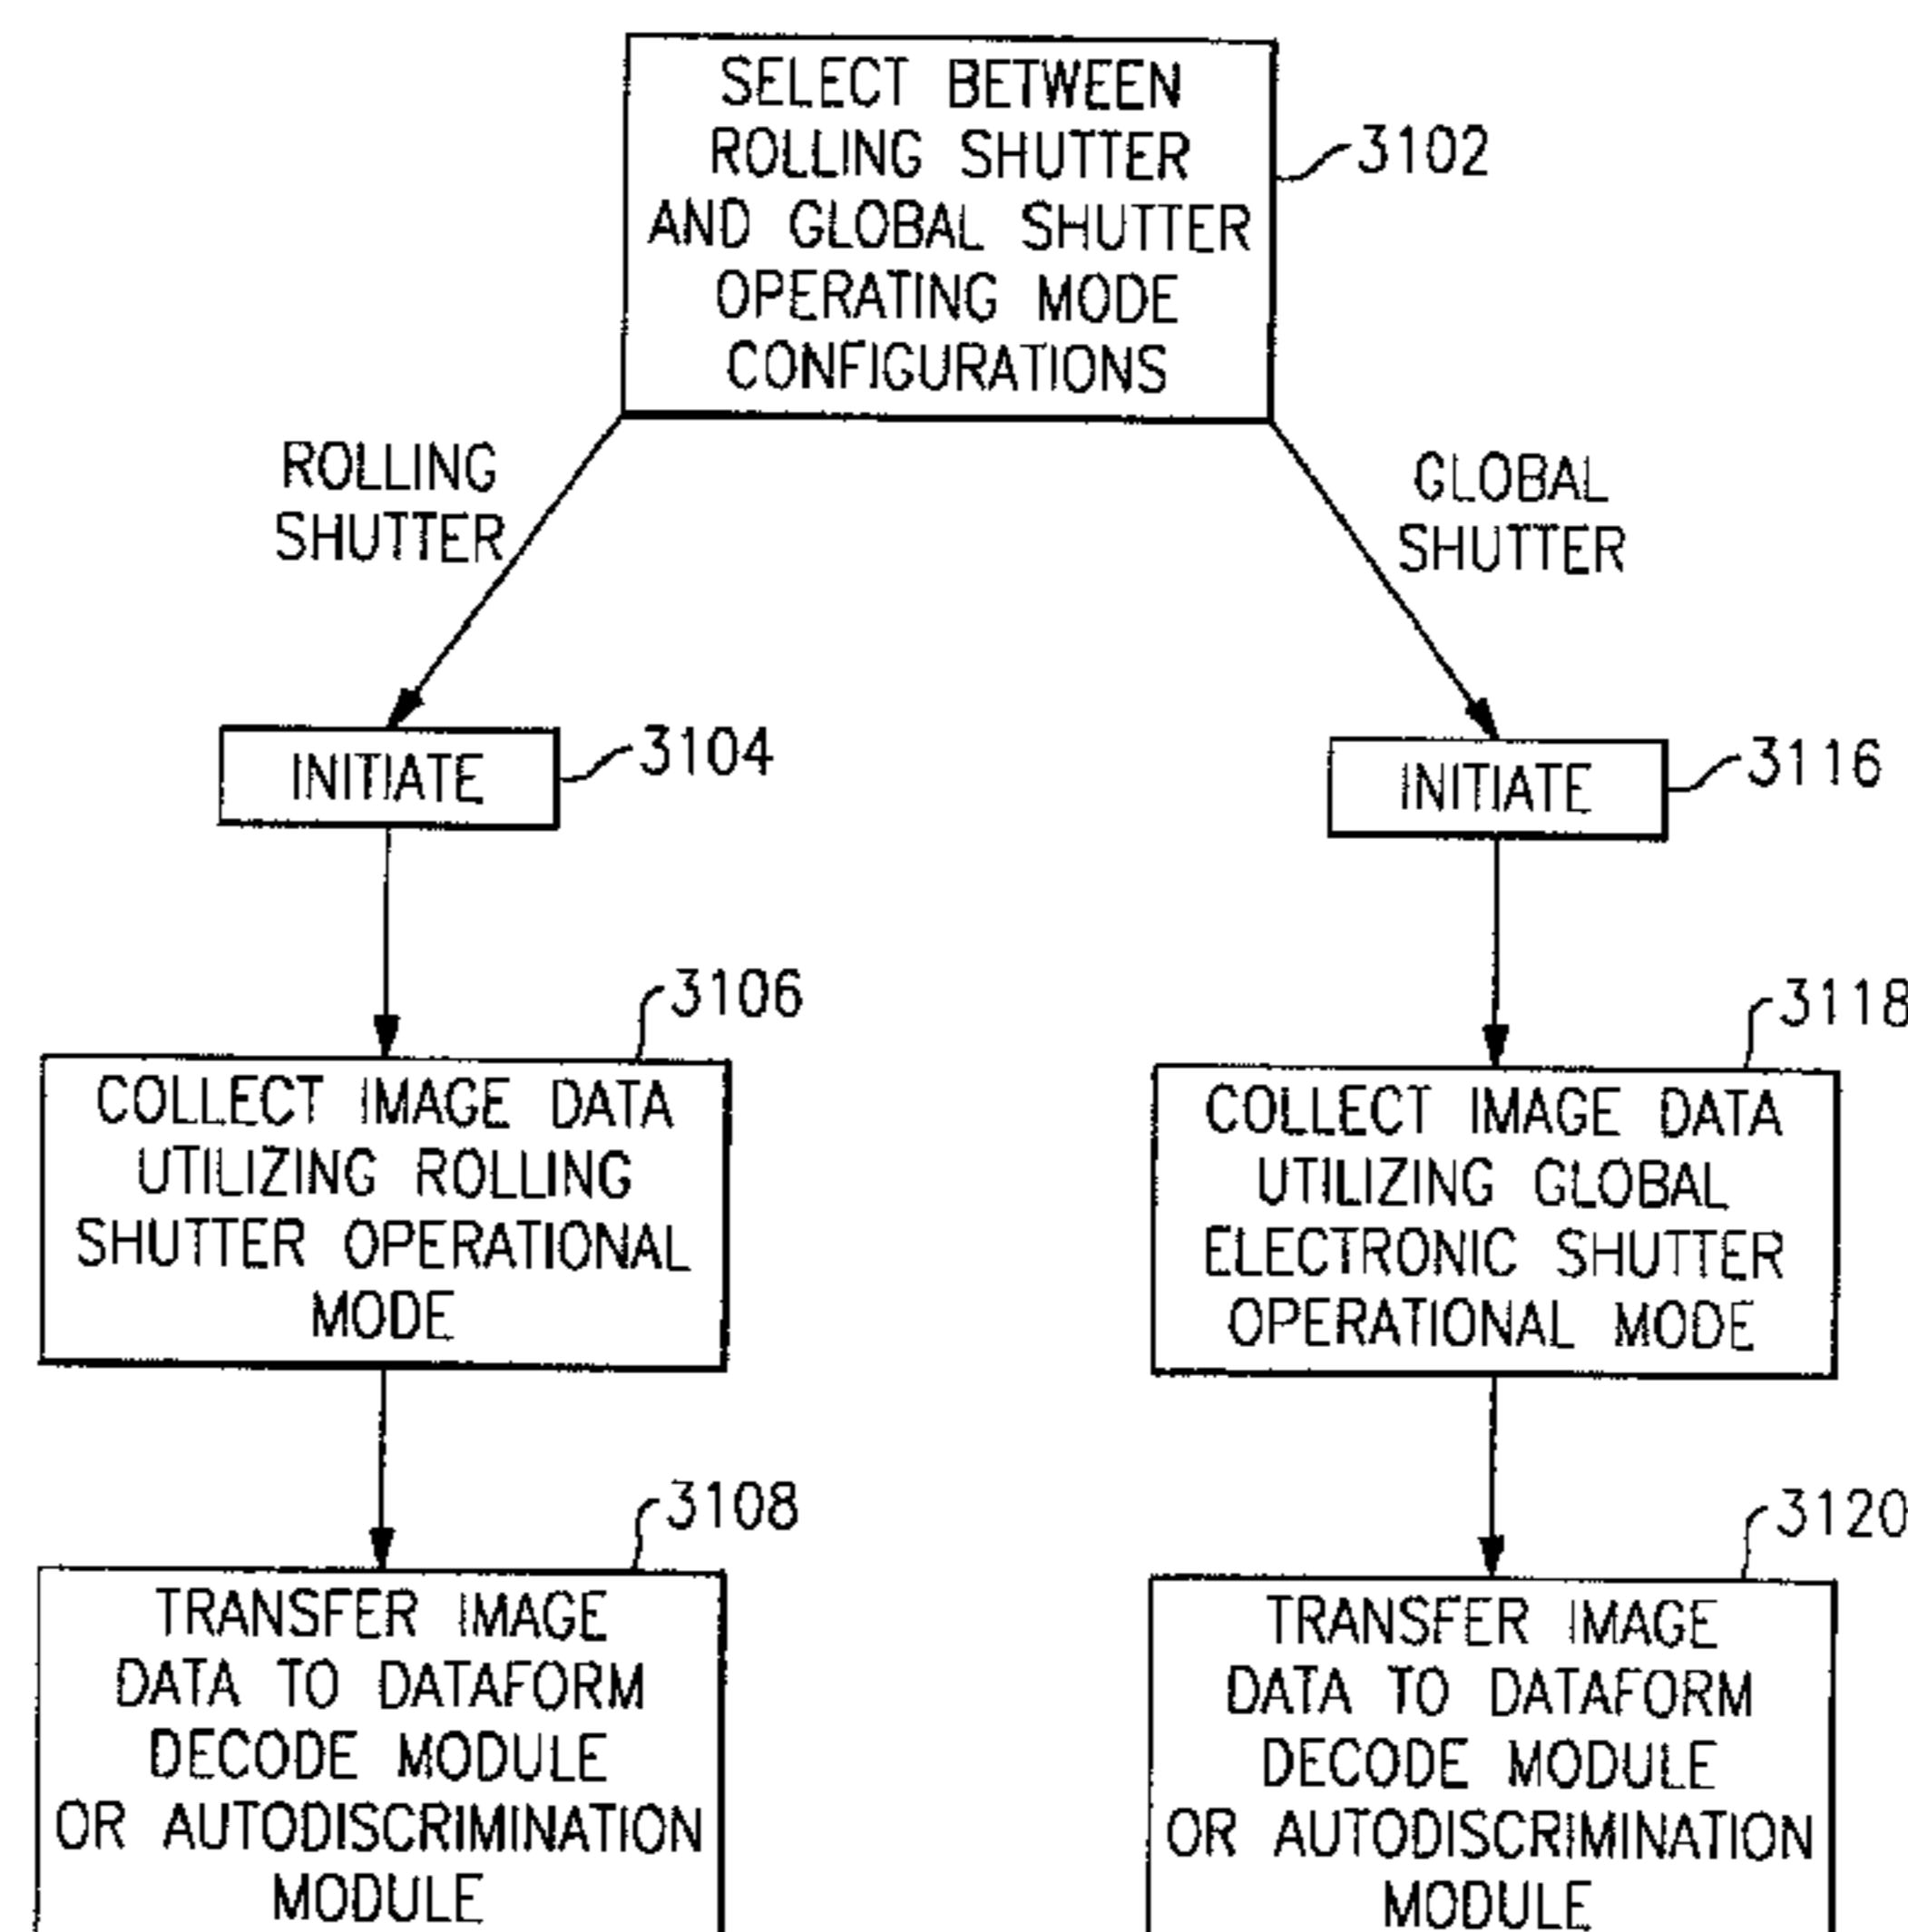 SELECT BETWEEN
ROLLING SHUTTER
AND GLOBAL SHUTTER
OPERATING MODE
CONFIGURATIONS
3102
ROLLING
SHUTTER
GLOBAL
SHUTTER
INITIATE
3104
INITIATE
3116
3106
COLLECT IMAGE DATA
UTILIZING ROLLING
SHUTTER OPERATIONAL
MODE
3118
COLLECT IMAGE DATA
UTILIZING GLOBAL
ELECTRONIC SHUTTER
OPERATIONAL MODE
3108
TRANSFER IMAGE
DATA TO DATAFORM
DECODE MODULE
OR AUTODISCRIMINATION
MODULE
3120
TRANSFER IMAGE
DATA TO DATAFORM
DECODE MODULE
OR AUTODISCRIMINATION
MODULE